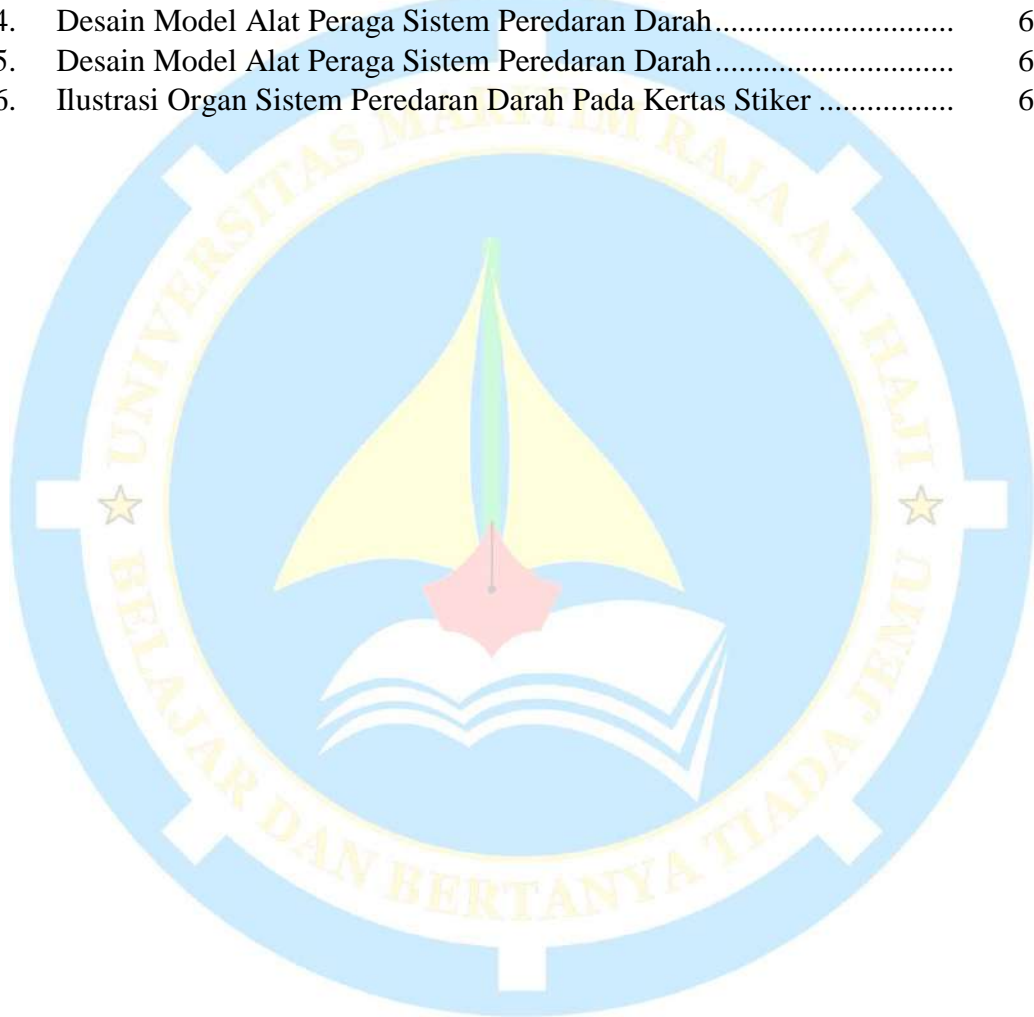 4. Desain Model Alat Peraga Sistem Peredaran Darah............................ 6
5. Desain Model Alat Peraga Sistem Peredaran Darah............................ 6
6. Ilustrasi Organ Sistem Peredaran Darah Pada Kertas Stiker ................ 6
UNIVERSITAS MARITIM RAJA ALI HAJI
BELAJAR DAN BERTANYA TIADA JEMU